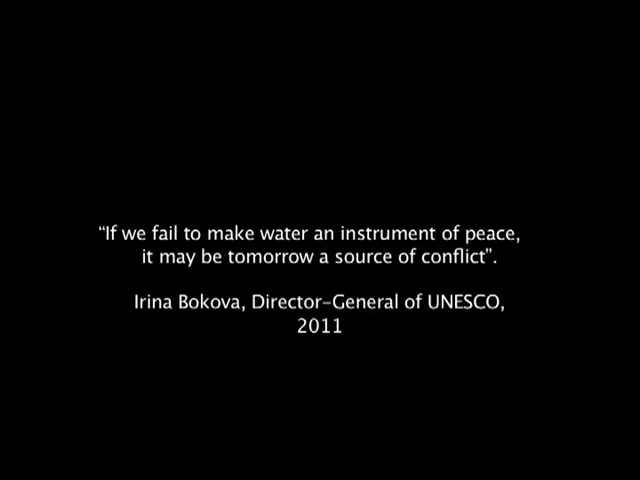 “If we fail to make water an instrument of peace,
it may be tomorrow a source of conflict”.
Irina Bokova, Director-General of UNESCO,
2011